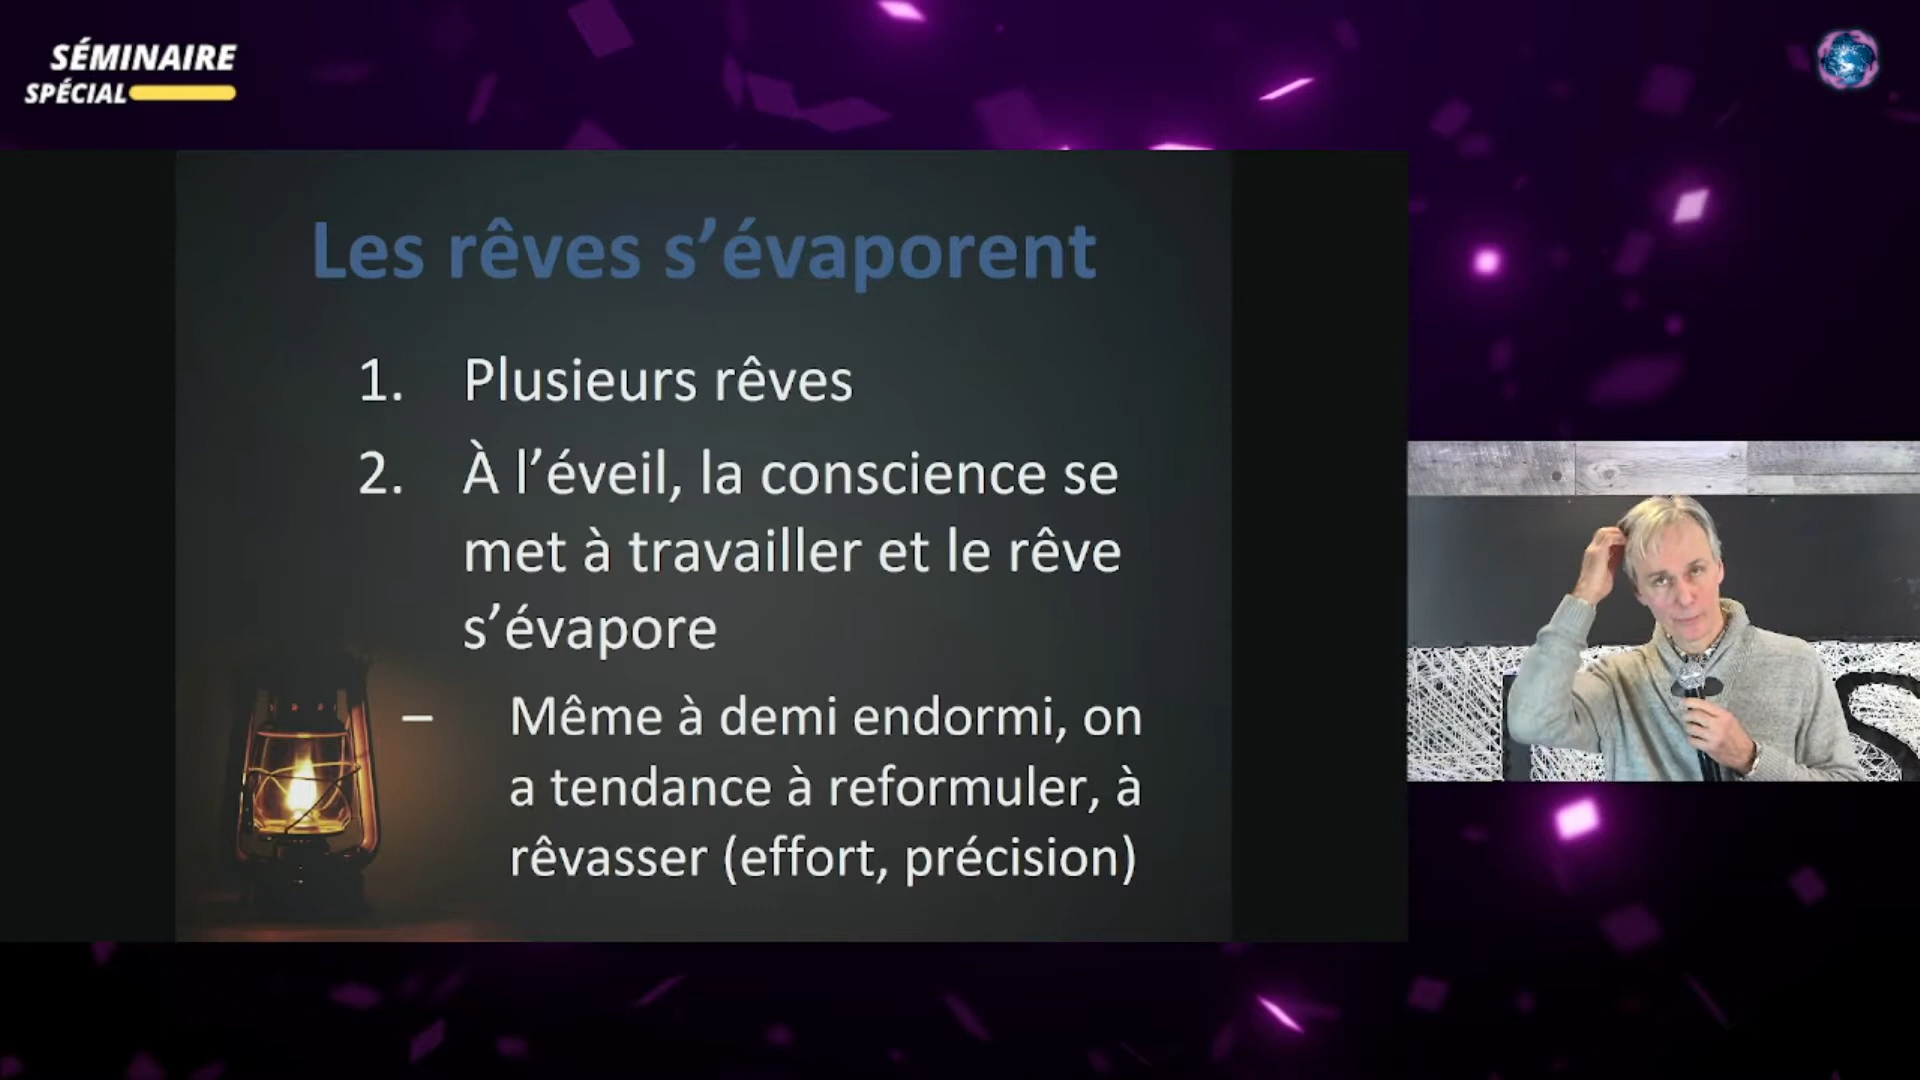 SÉMINAIRE
SPÉCIAL
Les rêves s’évaporent
1. Plusieurs rêves
2. À l’éveil, la conscience se
met à travailler et le rêve
s’évapore
– Même à demi endormi, on
a tendance à reformuler, à
rêvasser (effort, précision)
S